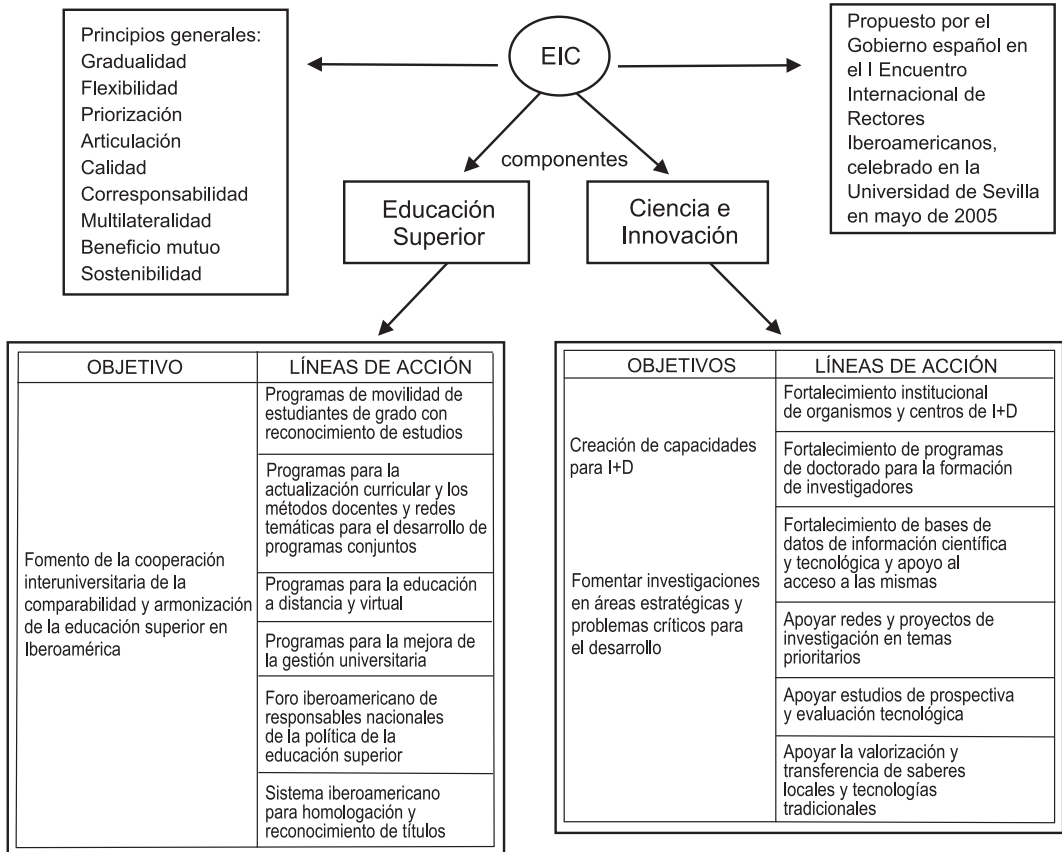 Principios generales:
Gradualidad
Flexibilidad
Priorización
Articulación
Calidad
Corresponsabilidad
Multilateralidad
Beneficio mutuo
Sostenibilidad
EIC
Propuesto por el
Gobierno español en
el I Encuentro
Internacional de
Rectores
Iberoamericanos,
celebrado en la
Universidad de Sevilla
en mayo de 2005
componentes
Educación
Superior
Ciencia e
Innovación
OBJETIVO
LÍNEAS DE ACCIÓN
Fomento de la cooperación
interuniversitaria de la
comparabilidad y armonización
de la educación superior en
Iberoamérica
Programas de movilidad de
estudiantes de grado con
reconocimiento de estudios
Programas para la
actualización curricular y los
métodos docentes y redes
temáticas para el desarrollo de
programas conjuntos
Programas para la educación
a distancia y virtual
Programas para la mejora de
la gestión universitaria
Foro iberoamericano de
responsables nacionales
de la política de la
educación superior
Sistema iberoamericano
para homologación y
reconocimiento de títulos
OBJETIVOS
LÍNEAS DE ACCIÓN
Creación de capacidades
para I+D
Fomentar investigaciones
en áreas estratégicas y
problemas críticos para
el desarrollo
Fortalecimiento institucional
de organismos y centros de I+D
Fortalecimiento de programas
de doctorado para la formación
de investigadores
Fortalecimiento de bases de
datos de información científica
y tecnológica y apoyo al
acceso a las mismas
Apoyar redes y proyectos de
investigación en temas
prioritarios
Apoyar estudios de prospectiva
y evaluación tecnológica
Apoyar la valorización y
transferencia de saberes
locales y tecnologías
tradicionales